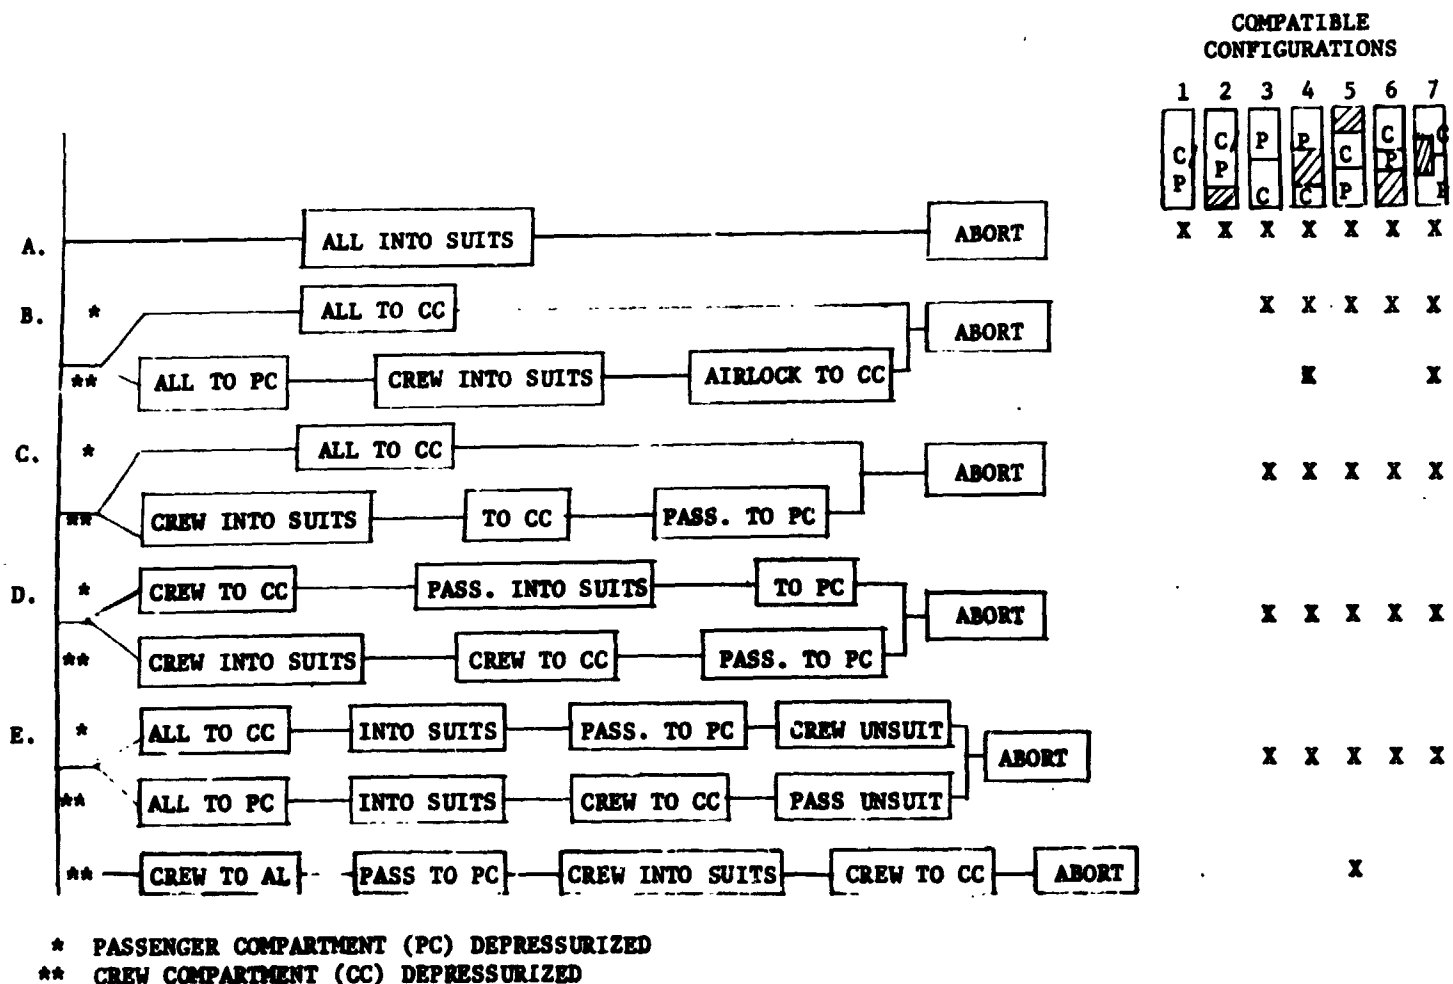 COMPATIBLE
CONFIGURATIONS
1 2 3 4 5 6 7
C/ P
C/ P
P C
P C
C P
C P
C P
A. ALL INTO SUITS ABORT X X X X X X X
B. * ALL TO CC ABORT X X X X X
** ALL TO PC CREW INTO SUITS AIRLOCK TO CC X X
C. * ALL TO CC ABORT X X X X X
** CREW INTO SUITS TO CC PASS. TO PC
D. * CREW TO CC PASS. INTO SUITS TO PC ABORT X X X X X
** CREW INTO SUITS CREW TO CC PASS. TO PC
E. * ALL TO CC INTO SUITS PASS. TO PC CREW UNSUIT ABORT X X X X X
** ALL TO PC INTO SUITS CREW TO CC PASS UNSUIT
** CREW TO AL PASS TO PC CREW INTO SUITS CREW TO CC ABORT X
* PASSENGER COMPARTMENT (PC) DEPRESSURIZED
** CREW COMPARTMENT (CC) DEPRESSURIZED